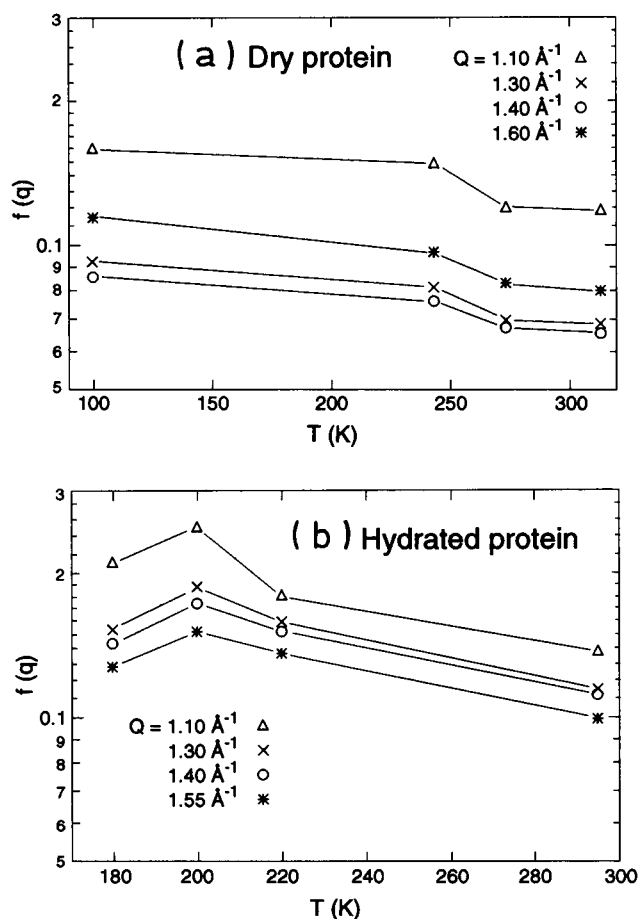 3
(a) Dry protein
Q = 1.10 Å-1
1.30 Å-1
1.40 Å-1
1.60 Å-1
2
f (q)
0.1
9
8
7
6
5
100 150 200 250 300
T (K)
3
(b) Hydrated protein
2
f (q)
0.1
Q = 1.10 Å-1
9
1.30 Å-1
8
1.40 Å-1
7
1.55 Å-1
6
5
180 200 220 240 260 280 300
T (K)